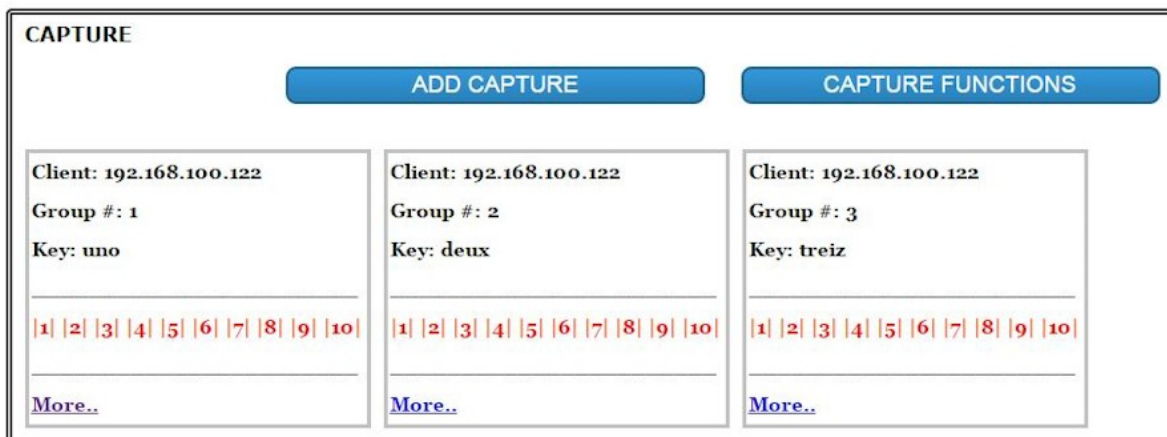 CAPTURE
ADD CAPTURE
CAPTURE FUNCTIONS
Client: 192.168.100.122
Group #: 1
Key: uno
|1| |2| |3| |4| |5| |6| |7| |8| |9| |10|
More..
Client: 192.168.100.122
Group #: 2
Key: deux
|1| |2| |3| |4| |5| |6| |7| |8| |9| |10|
More..
Client: 192.168.100.122
Group #: 3
Key: treiz
|1| |2| |3| |4| |5| |6| |7| |8| |9| |10|
More..